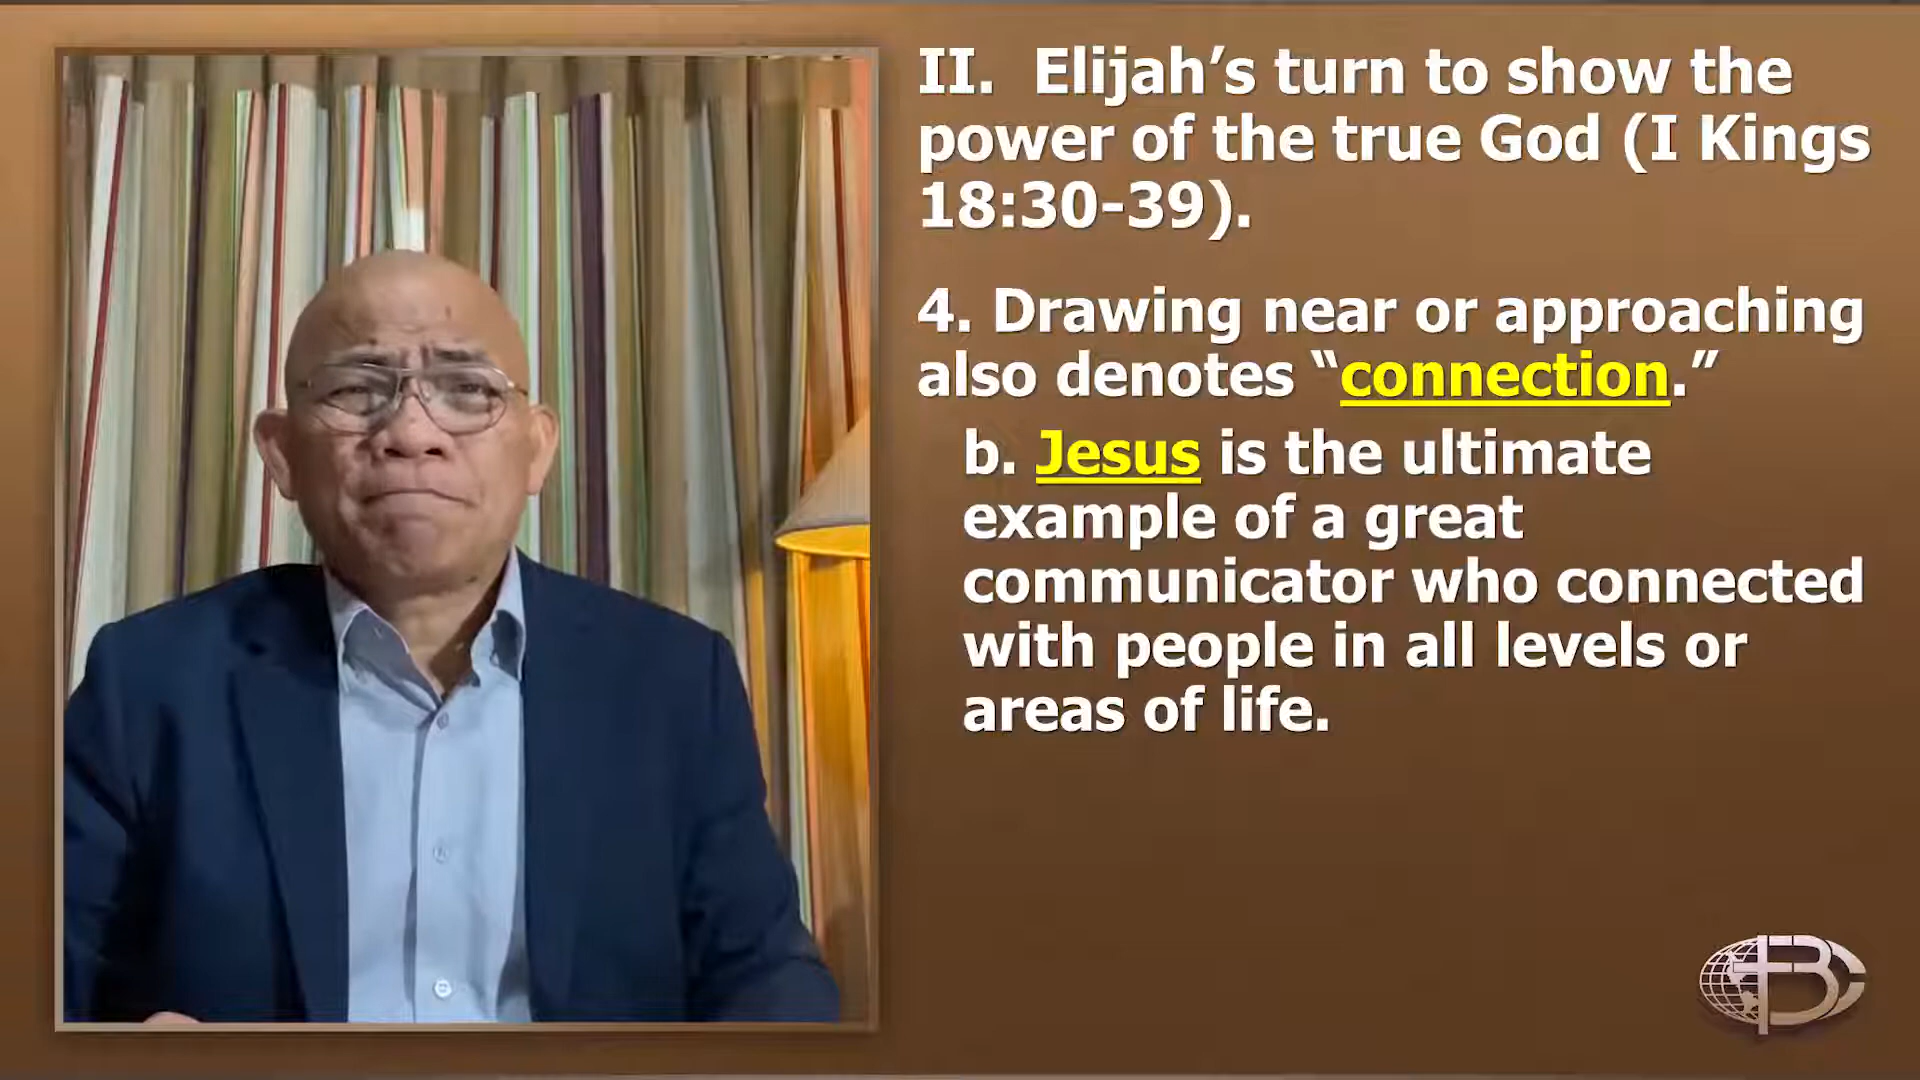 II.  Elijah’s turn to show the
power of the true God (I Kings
18:30-39).
4. Drawing near or approaching
also denotes “connection.”
b. Jesus is the ultimate
example of a great
communicator who connected
with people in all levels or
areas of life.